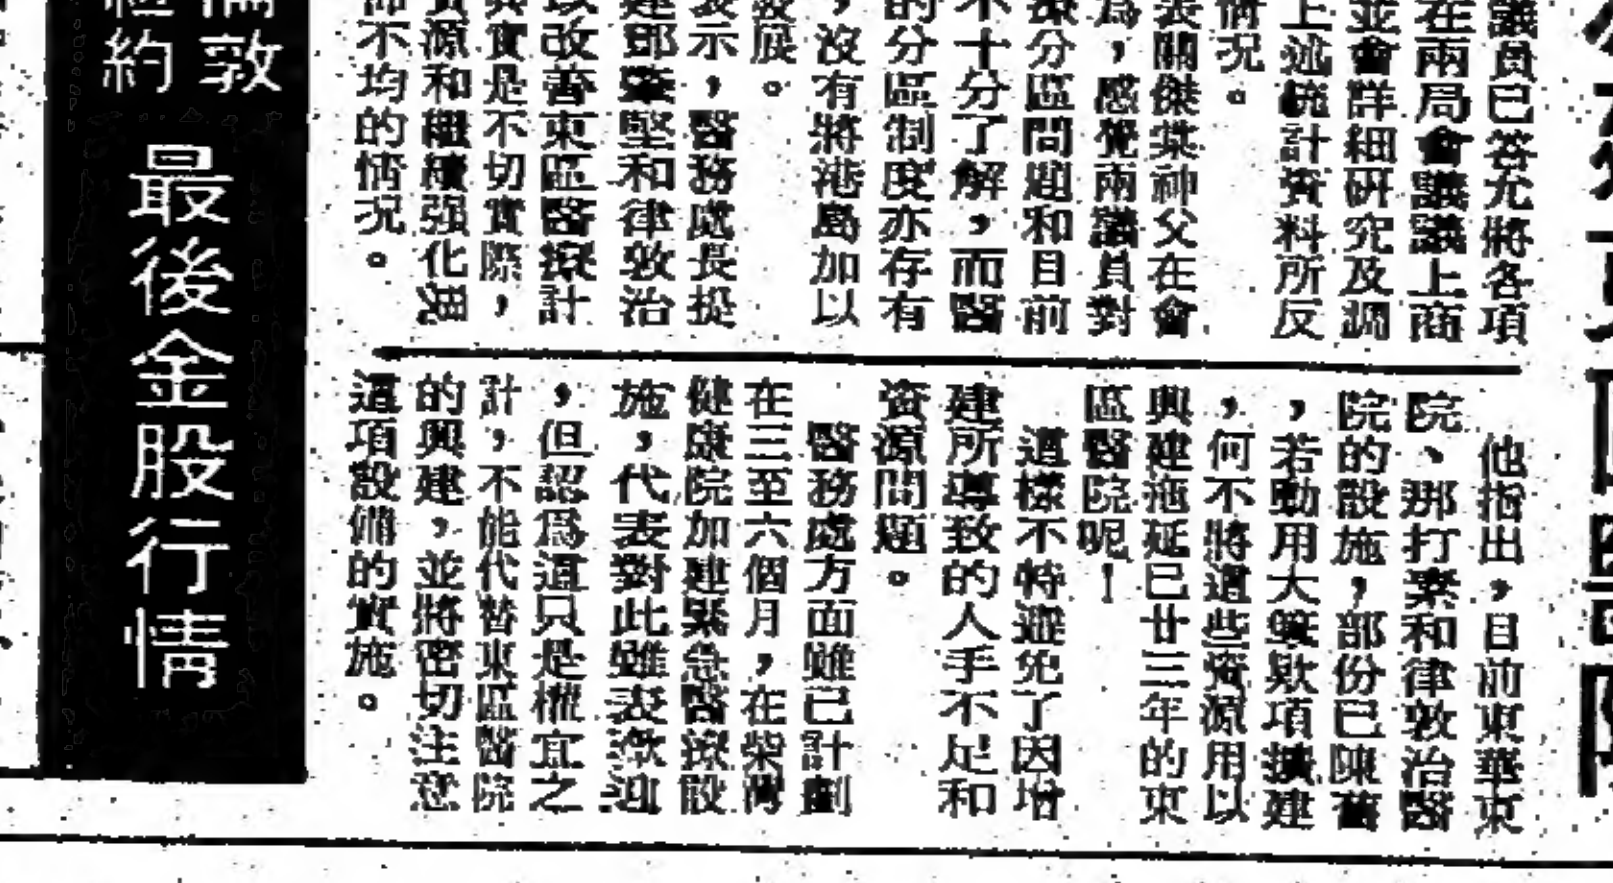 議員已答允將各項
在兩局會議議上商
並會詳細研究及調
上述統計資料所反
情况。
表關傑棠神父在會
為，感覺兩議員對
療分區問題和目前
不十分了解，而醫
的分區制度亦存有
，沒有將港島加以
發展。
表示，醫務處長提
建鄧肇堅和律敦治
以改善東區醫療計
其實是不切實際，
資源和繼續强化
布不均的情况。
他指出，目前東華東
院、那打素和律敦治醫
院的設施，部份已陳舊
，若動用大筆欵項擴建
，何不將這些資源用以
興建拖延已廿三年的東
區醫院呢！
這樣不特避免了因增
建所導致的人手不足和
資源問題。
醫務處方面雖已計劃
在三至六個月，在柴灣
健康院加建緊急醫療設
施，代表對此雖表歡迎
，但認爲這只是權宜之
計，不能代替東區醫院
的興建，並將密切注意
這項設備的實施。
倫敦
紐約
最後金股行情